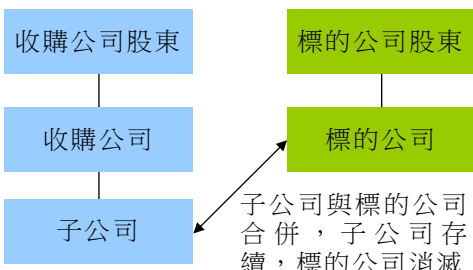 收購公司股東
標的公司股東
收購公司
標的公司
子公司
子公司與標的公司
合併，子公司存
續，標的公司消滅